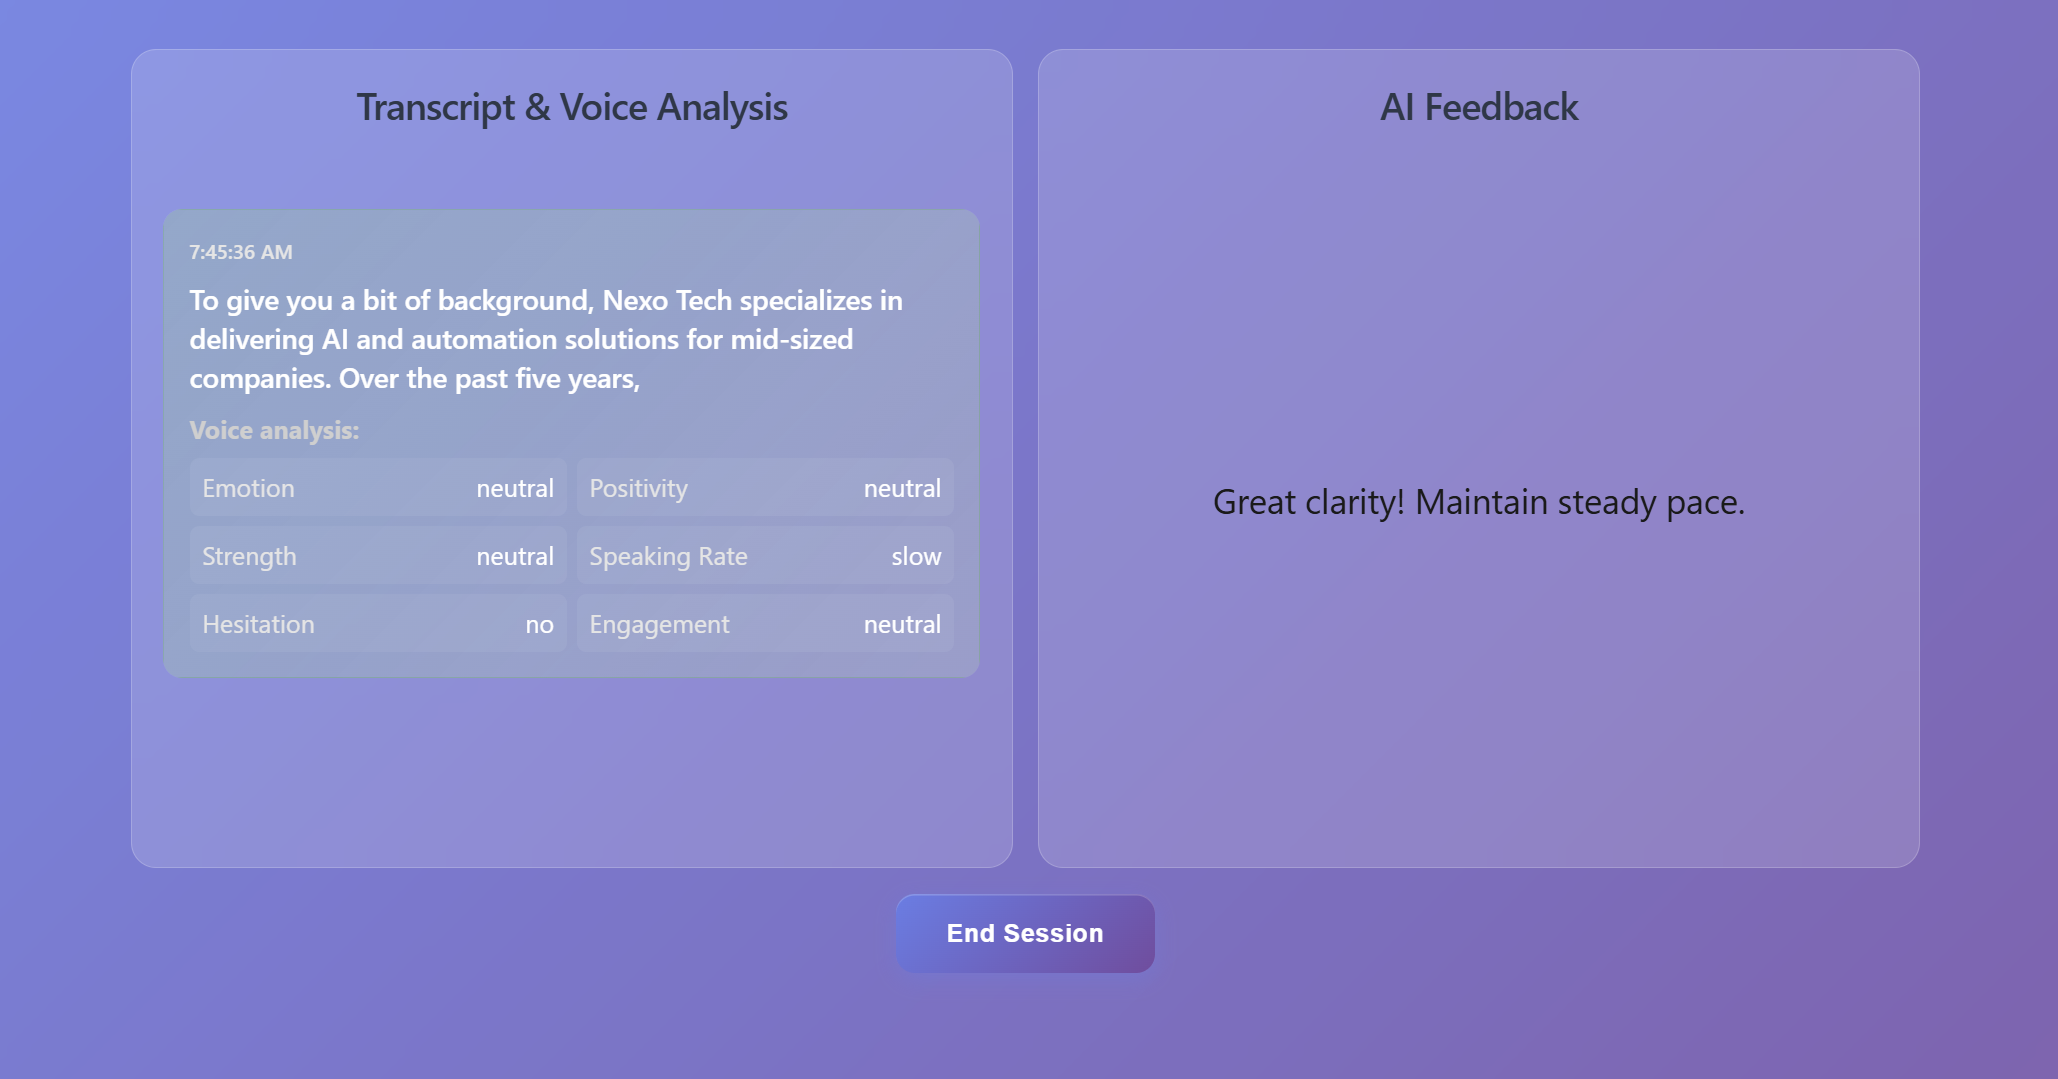 Transcript & Voice Analysis
7:45:36 AM
To give you a bit of background, Nexo Tech specializes in
delivering AI and automation solutions for mid-sized
companies. Over the past five years,
Voice analysis:
Emotion neutral
Positivity neutral
Strength neutral
Speaking Rate slow
Hesitation no
Engagement neutral
AI Feedback
Great clarity! Maintain steady pace.
End Session